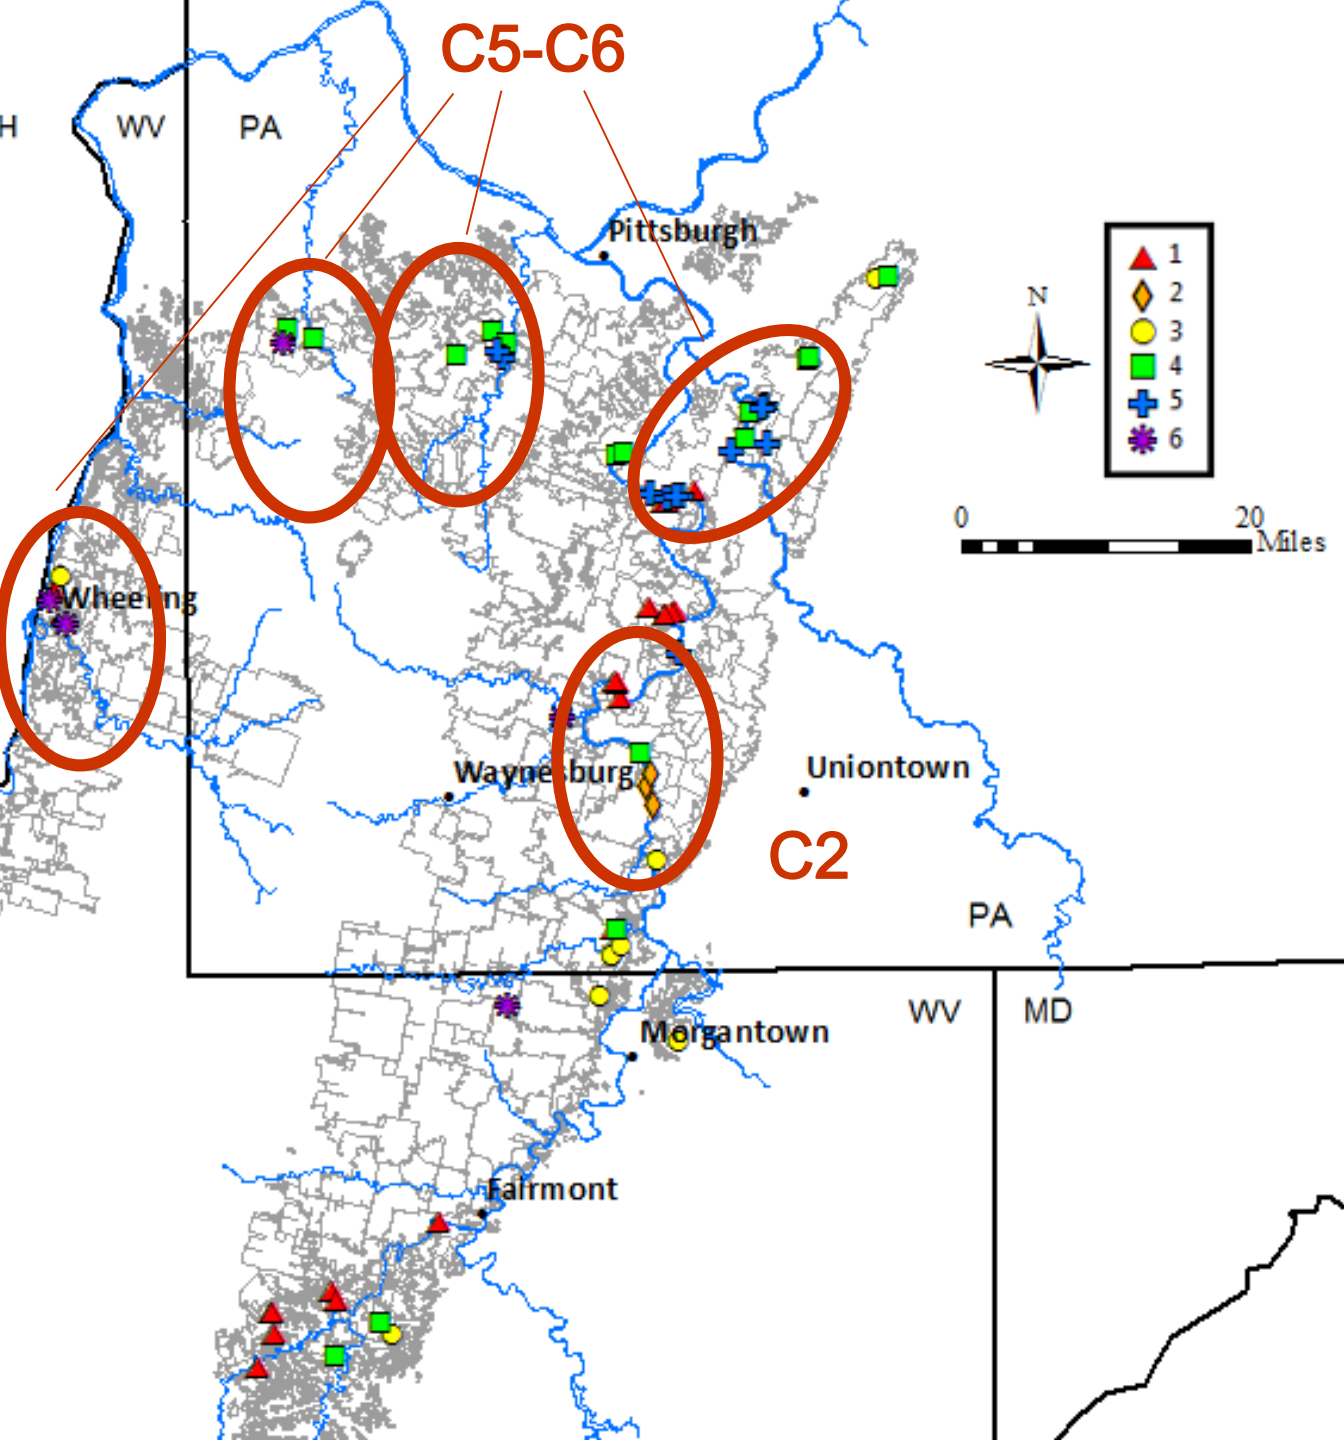 C5-C6
H
WV
PA
Pittsburgh
1
2
3
4
5
6
N
0
20
Miles
Wheeling
Waynesburg
Uniontown
C2
PA
WV
MD
Morgantown
Fairmont